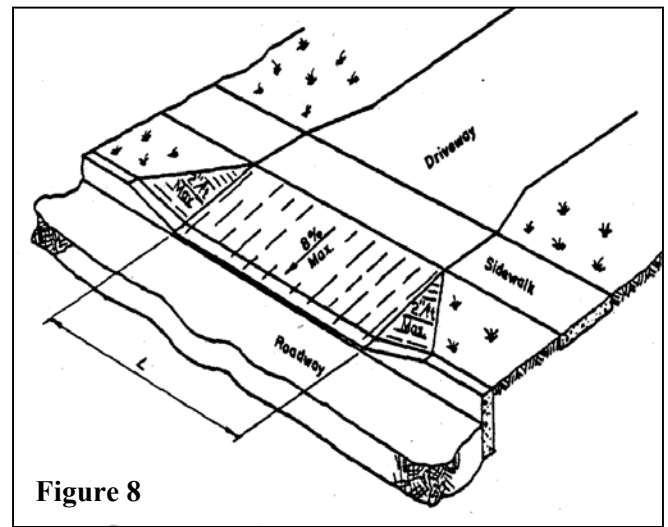 Driveway
2"/ft
Max.
8%
Max.
Sidewalk
2"/ft
Max.
Roadway
L
Figure 8